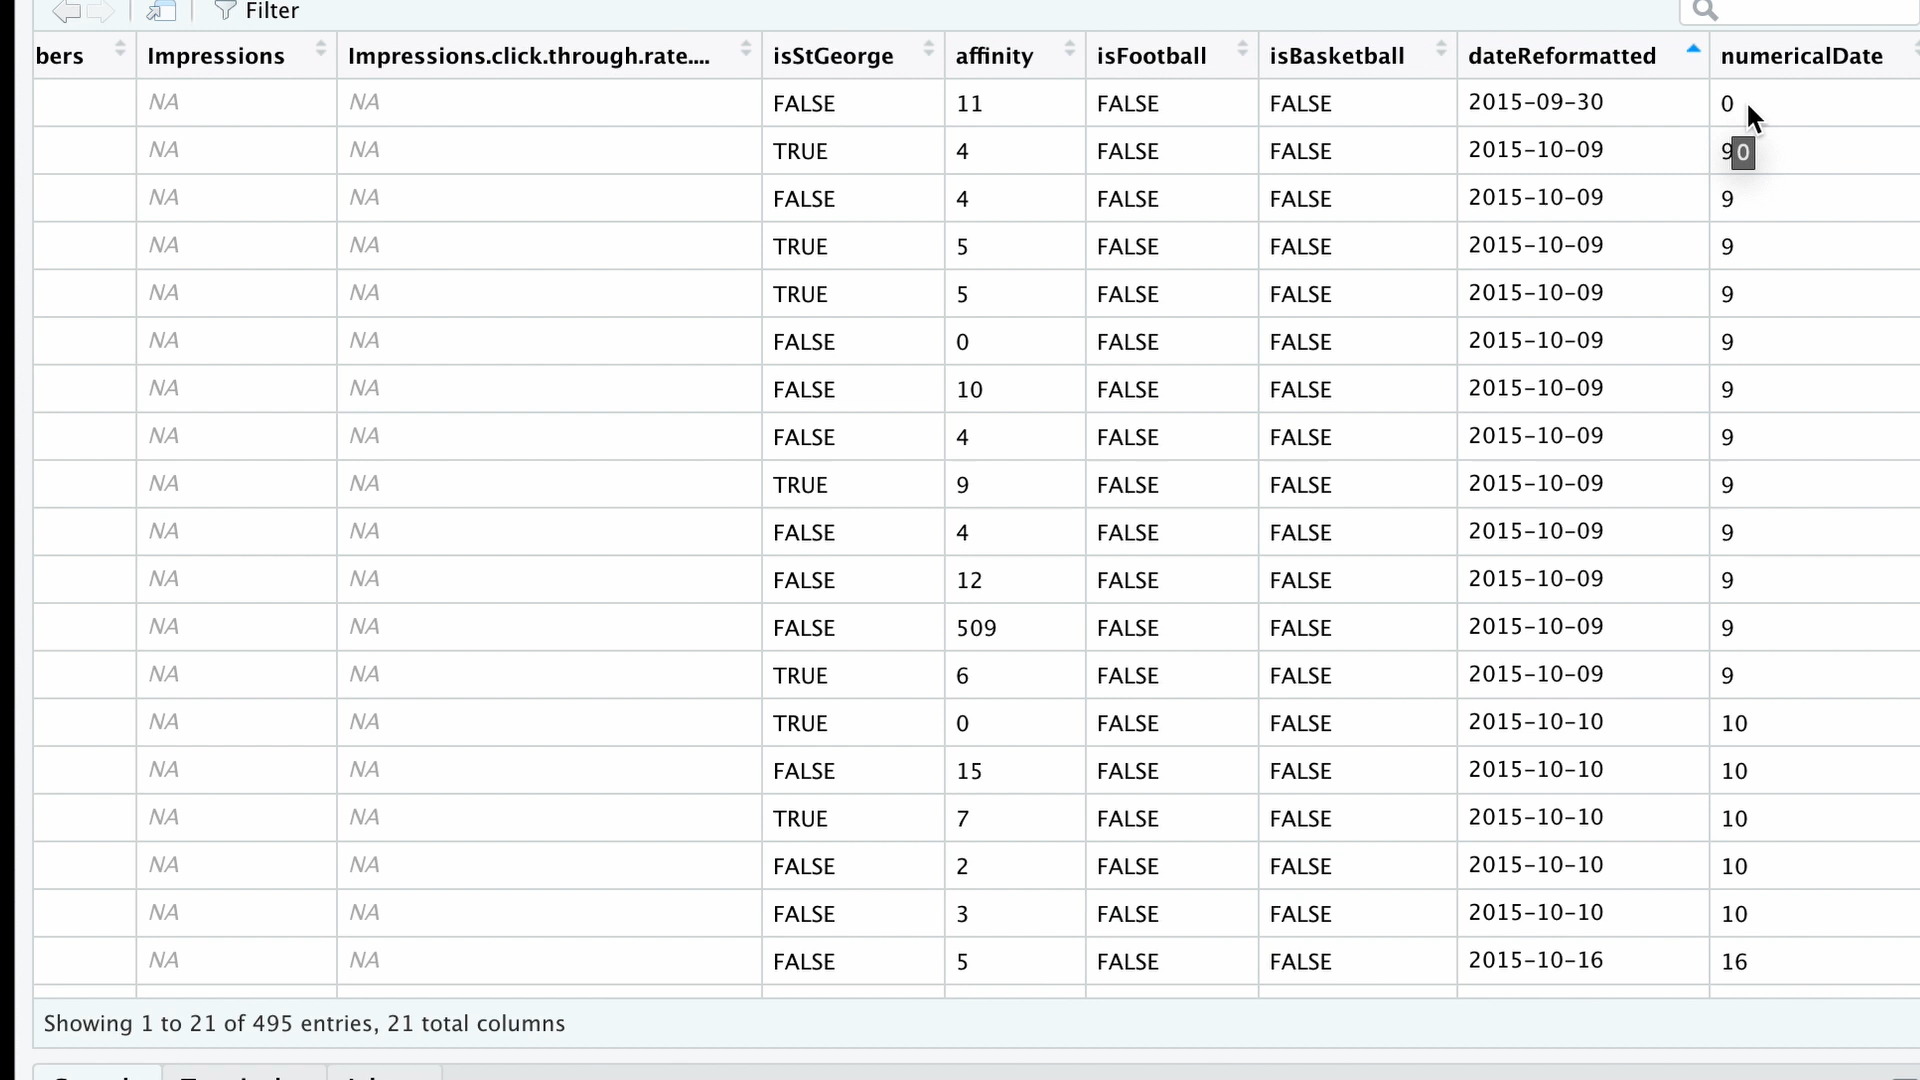 Filter
bers Impressions Impressions.click.through.rate.... isStGeorge affinity isFootball isBasketball dateReformatted numericalDate
NA NA FALSE 11 FALSE FALSE 2015-09-30 0
NA NA TRUE 4 FALSE FALSE 2015-10-09 9 0
NA NA FALSE 4 FALSE FALSE 2015-10-09 9
NA NA TRUE 5 FALSE FALSE 2015-10-09 9
NA NA TRUE 5 FALSE FALSE 2015-10-09 9
NA NA FALSE 0 FALSE FALSE 2015-10-09 9
NA NA FALSE 10 FALSE FALSE 2015-10-09 9
NA NA FALSE 4 FALSE FALSE 2015-10-09 9
NA NA TRUE 9 FALSE FALSE 2015-10-09 9
NA NA FALSE 4 FALSE FALSE 2015-10-09 9
NA NA FALSE 12 FALSE FALSE 2015-10-09 9
NA NA FALSE 509 FALSE FALSE 2015-10-09 9
NA NA TRUE 6 FALSE FALSE 2015-10-09 9
NA NA TRUE 0 FALSE FALSE 2015-10-10 10
NA NA FALSE 15 FALSE FALSE 2015-10-10 10
NA NA TRUE 7 FALSE FALSE 2015-10-10 10
NA NA FALSE 2 FALSE FALSE 2015-10-10 10
NA NA FALSE 3 FALSE FALSE 2015-10-10 10
NA NA FALSE 5 FALSE FALSE 2015-10-16 16
Showing 1 to 21 of 495 entries, 21 total columns